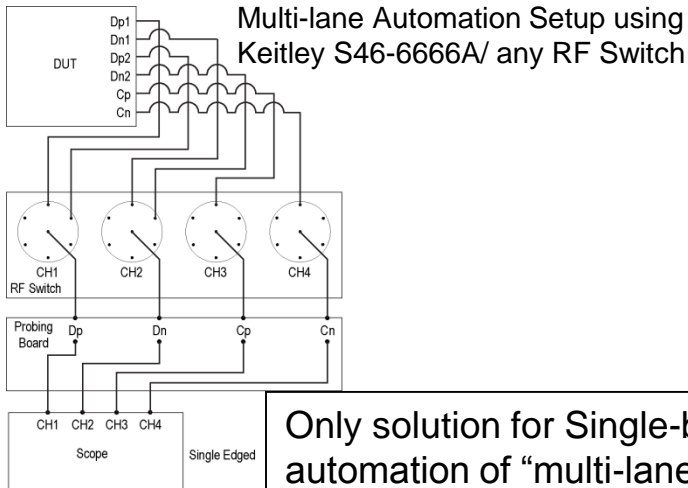 Multi-lane Automation Setup using
Keitley S46-6666A/ any RF Switch
DUT
Dp1
Dn1
Dp2
Dn2
Cp
Cn
CH1
CH2
CH3
CH4
RF Switch
Probing
Board
Dp
Dn
Cp
Cn
CH1
CH2
CH3
CH4
Scope
Single Edged
Only solution for Single-b
automation of “multi-lane